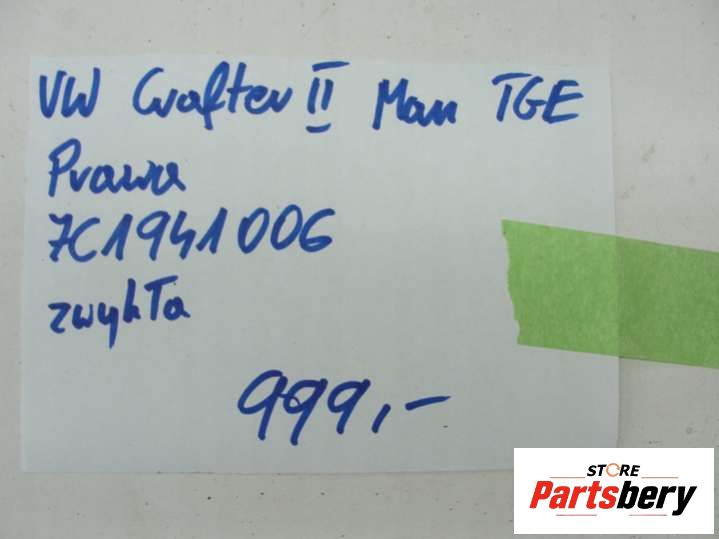 VW Crafter II Man TGE
Prawa
7C1941006
zwykła
999,-
STORE
Partsbery